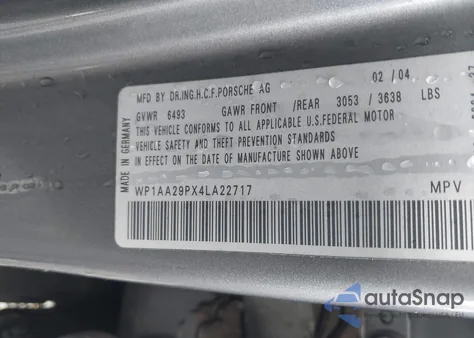 MFD BY DR.ING.H.C.F.PORSCHE AG 02/04
GVWR 6493 GAWR FRONT /REAR 3053 / 3638 LBS
THIS VEHICLE CONFORMS TO ALL APPLICABLE U.S.FEDERAL MOTOR
VEHICLE SAFETY AND THEFT PREVENTION STANDARDS
IN EFFECT ON THE DATE OF MANUFACTURE SHOWN ABOVE
WP1AA29PX4LA22717 MPV
MADE IN GERMANY
autaSnap